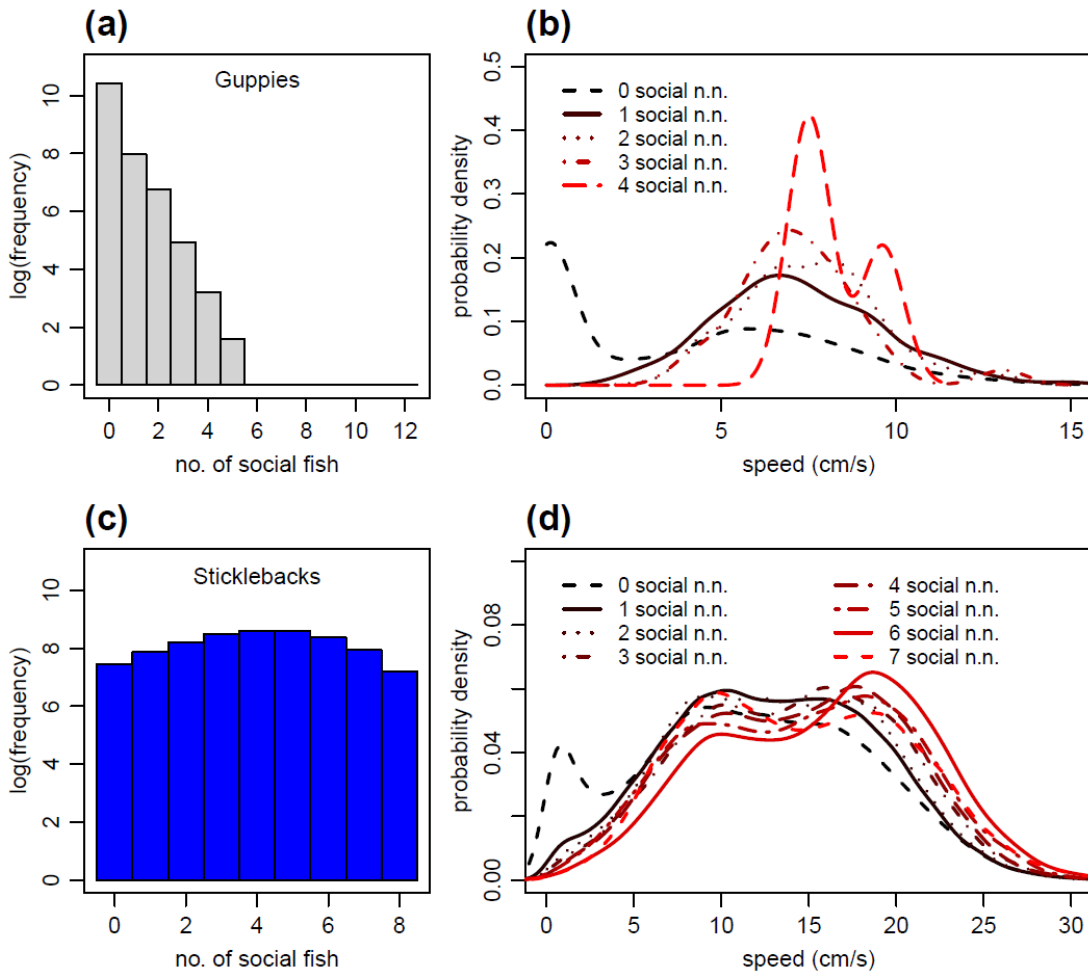 (a)
Guppies
log(frequency)
0 2 4 6 8 10
0 2 4 6 8 10 12
no. of social fish
(b)
0 social n.n.
1 social n.n.
2 social n.n.
3 social n.n.
4 social n.n.
probability density
0.0 0.1 0.2 0.3 0.4 0.5
0 5 10 15
speed (cm/s)
(c)
Sticklebacks
log(frequency)
0 2 4 6 8 10
0 2 4 6 8
no. of social fish
(d)
0 social n.n.
1 social n.n.
2 social n.n.
3 social n.n.
4 social n.n.
5 social n.n.
6 social n.n.
7 social n.n.
probability density
0.00 0.04 0.08
0 5 10 15 20 25 30
speed (cm/s)